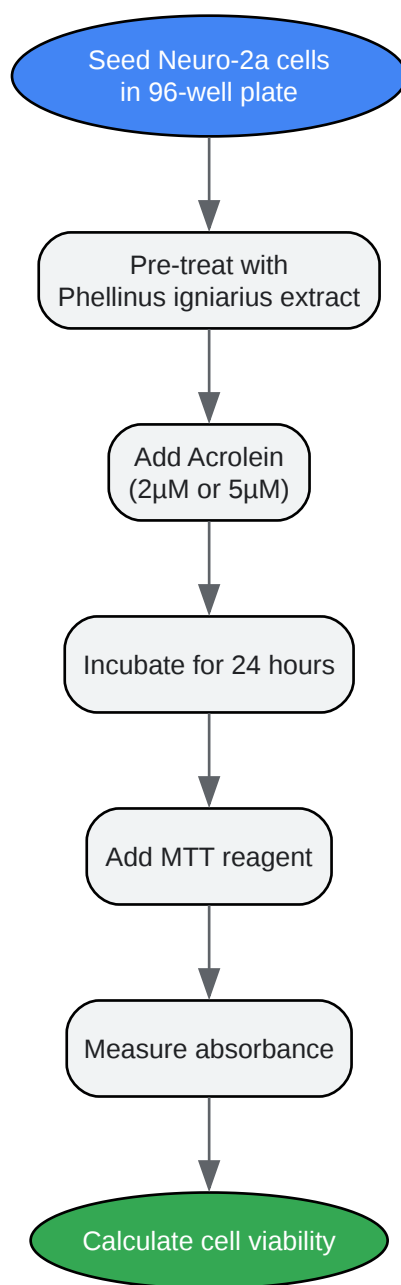 Seed Neuro-2a cells
in 96-well plate
Pre-treat with
Phellinus igniarius extract
Add Acrolein
(2µM or 5µM)
Incubate for 24 hours
Add MTT reagent
Measure absorbance
Calculate cell viability